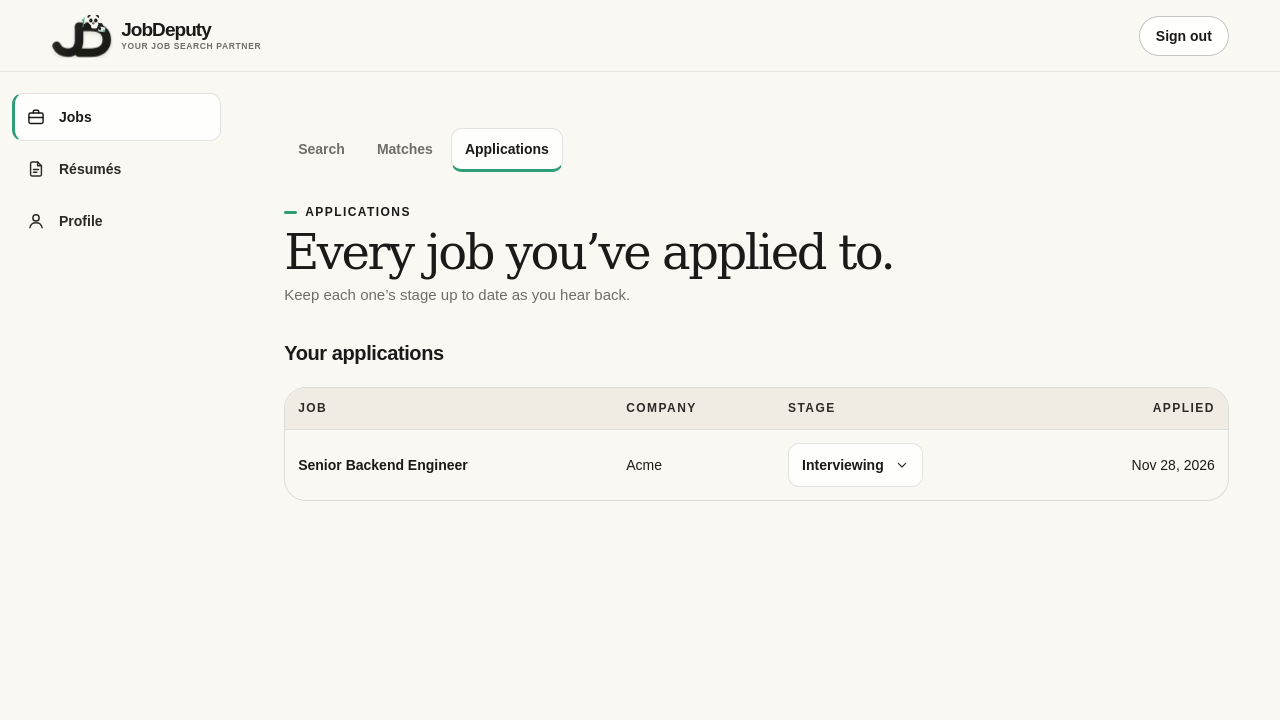 JobDeputy
YOUR JOB SEARCH PARTNER
Sign out
Jobs
Résumés
Profile
Search
Matches
Applications
APPLICATIONS
Every job you’ve applied to.
Keep each one’s stage up to date as you hear back.
Your applications
JOB COMPANY STAGE APPLIED
Senior Backend Engineer Acme Interviewing Nov 28, 2026